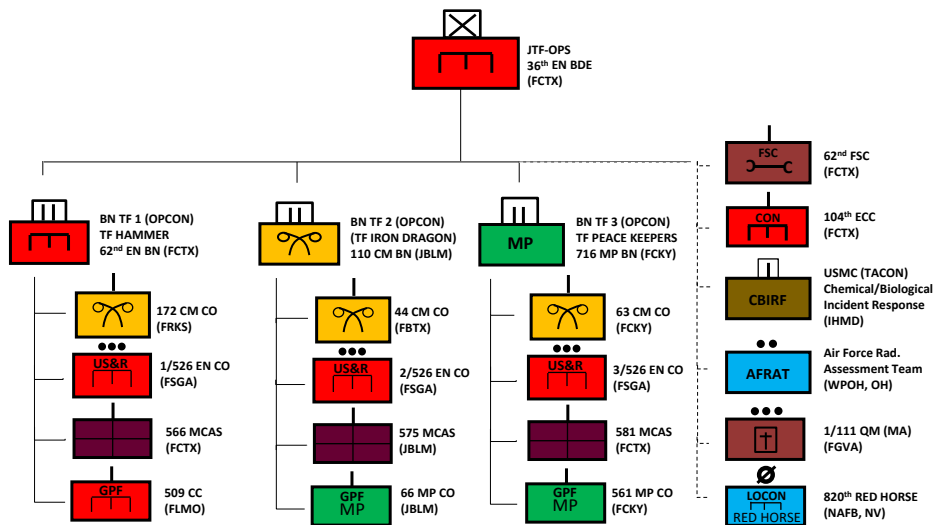 JTF-OPS
36th EN BDE
(FCTX)
BN TF 1 (OPCON)
TF HAMMER
62nd EN BN (FCTX)
BN TF 2 (OPCON)
(TF IRON DRAGON)
110 CM BN (JBLM)
MP
BN TF 3 (OPCON)
TF PEACE KEEPERS
716 MP BN (FCKY)
172 CM CO
(FRKS)
US&R
1/526 EN CO
(FSGA)
566 MCAS
(FCTX)
GPF
509 CC
(FLMO)
44 CM CO
(FBTX)
US&R
2/526 EN CO
(FSGA)
575 MCAS
(JBLM)
GPF
MP
66 MP CO
(JBLM)
63 CM CO
(FCKY)
US&R
3/526 EN CO
(FSGA)
581 MCAS
(FCTX)
GPF
MP
561 MP CO
(FCKY)
FSC
62nd FSC
(FCTX)
CON
104th ECC
(FCTX)
CBIRF
USMC (TACON)
Chemical/Biological
Incident Response
(IHMD)
AFRAT
Air Force Rad.
Assessment Team
(WPOH, OH)
1/111 QM (MA)
(FGVA)
LOCON
RED HORSE
820th RED HORSE
(NAFB, NV)